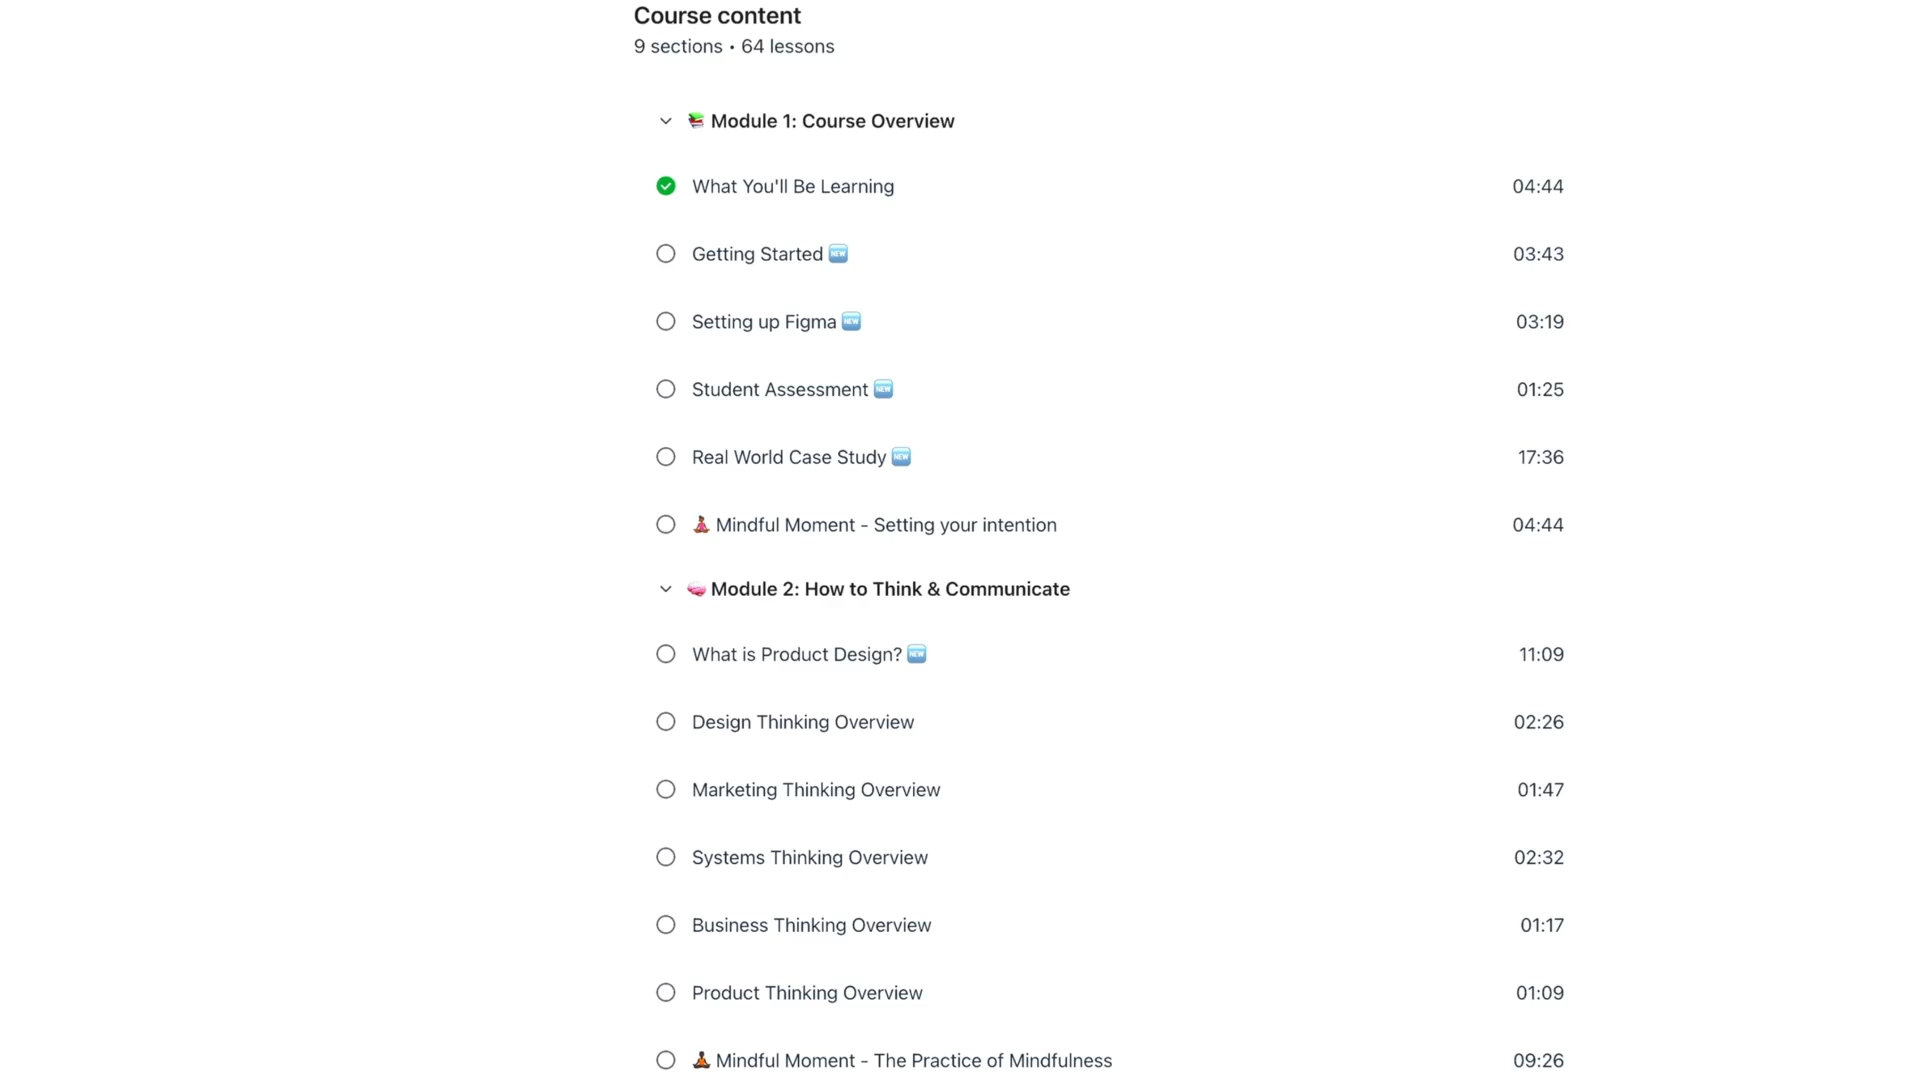 Course content
9 sections • 64 lessons
📚 Module 1: Course Overview
What You'll Be Learning 04:44
Getting Started 🆕 03:43
Setting up Figma 🆕 03:19
Student Assessment 🆕 01:25
Real World Case Study 🆕 17:36
🧘 Mindful Moment - Setting your intention 04:44
🧠 Module 2: How to Think & Communicate
What is Product Design? 🆕 11:09
Design Thinking Overview 02:26
Marketing Thinking Overview 01:47
Systems Thinking Overview 02:32
Business Thinking Overview 01:17
Product Thinking Overview 01:09
🧘 Mindful Moment - The Practice of Mindfulness 09:26